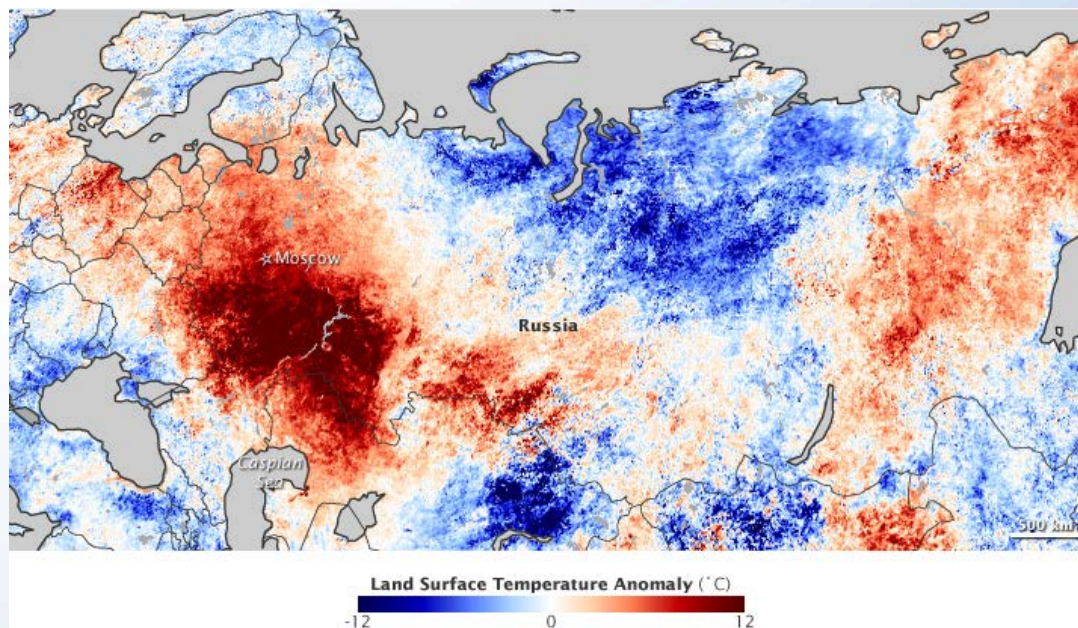 Moscow
Russia
Caspian
Sea
500 km
Land Surface Temperature Anomaly (˚C)
-12 0 12